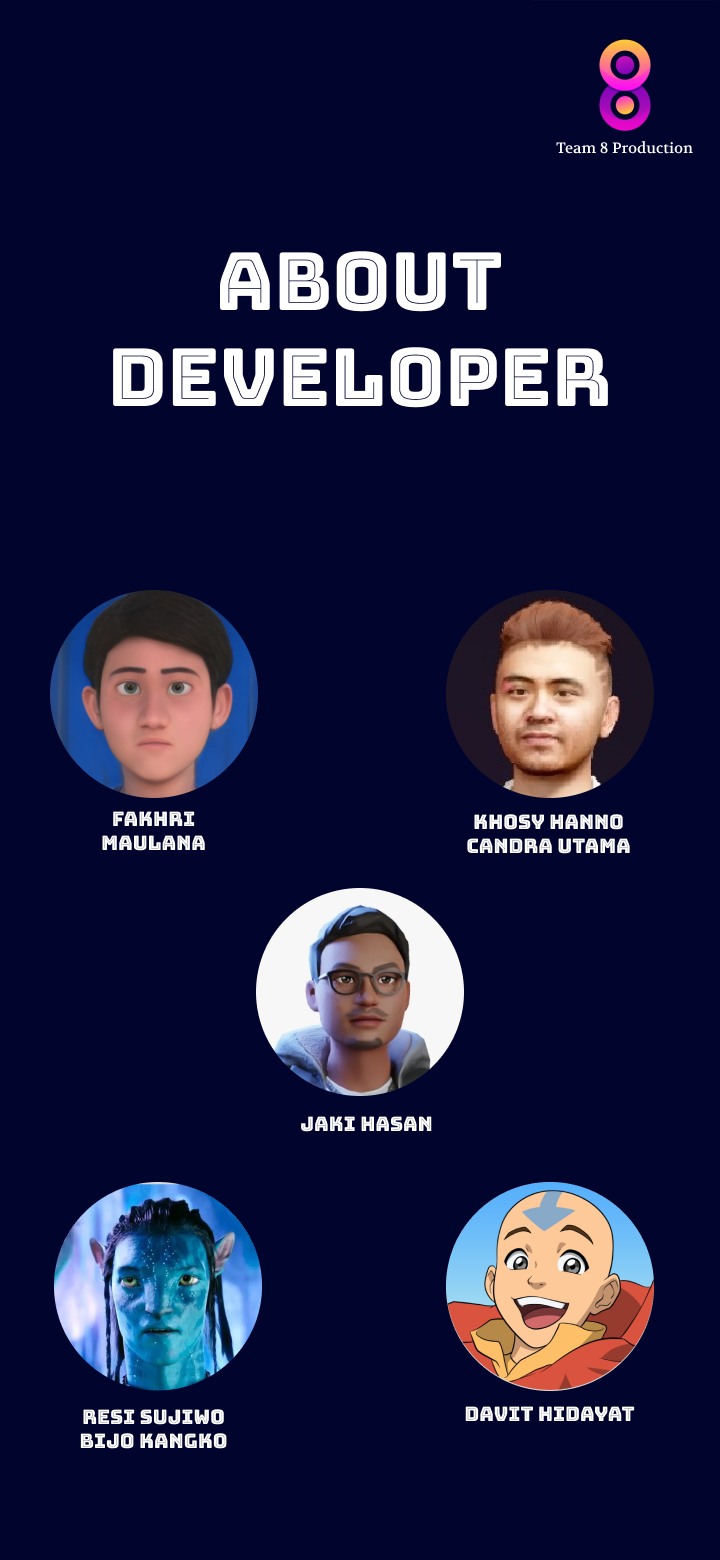 Team 8 Production
ABOUT
DEVELOPER
FAKHRI
MAULANA
KHOSY HANNO
CANDRA UTAMA
JAKI HASAN
RESI SUJIWO
BIJO KANGKO
DAVIT HIDAYAT